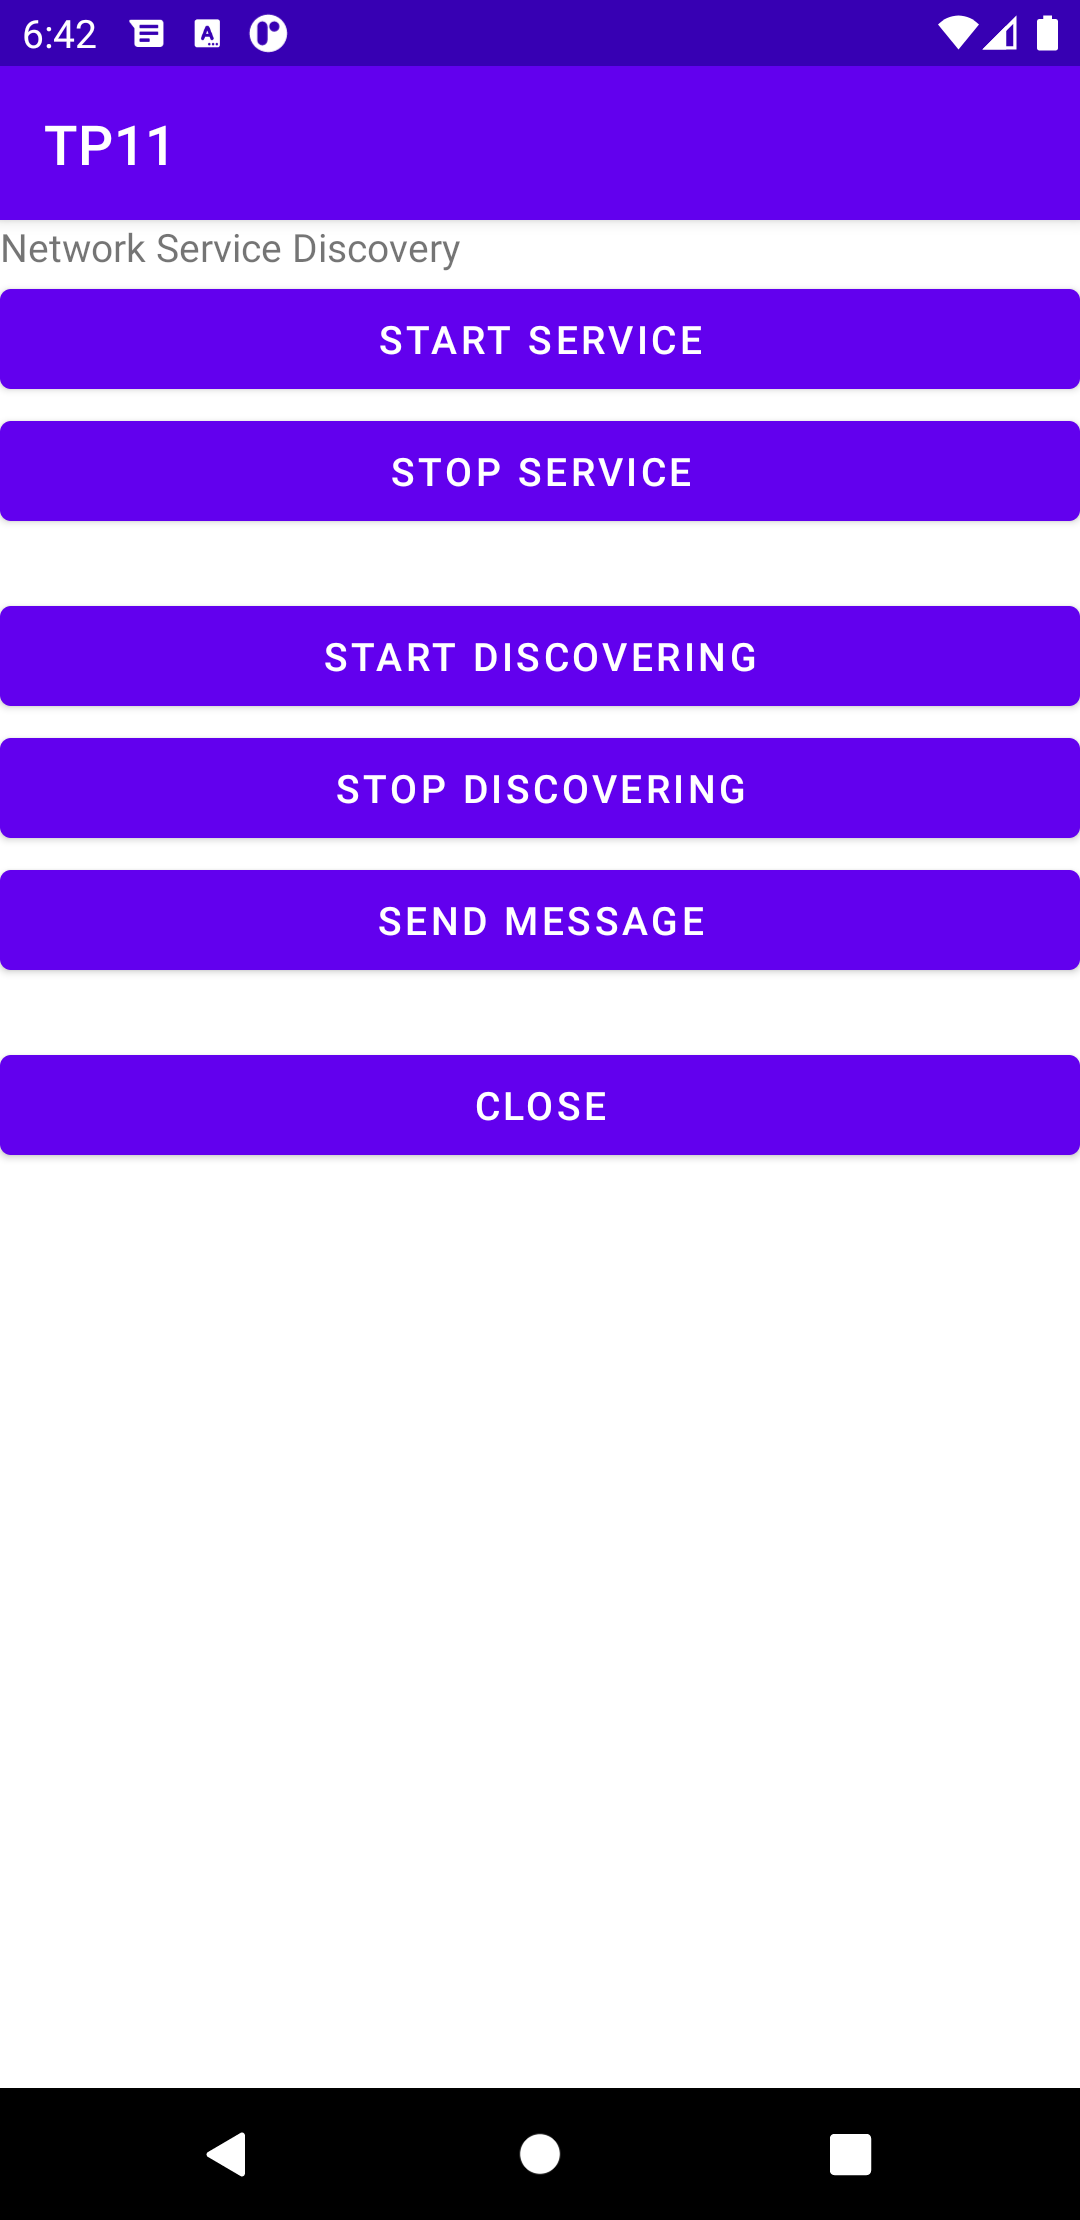 6:42
TP11
Network Service Discovery
START SERVICE
STOP SERVICE
START DISCOVERING
STOP DISCOVERING
SEND MESSAGE
CLOSE